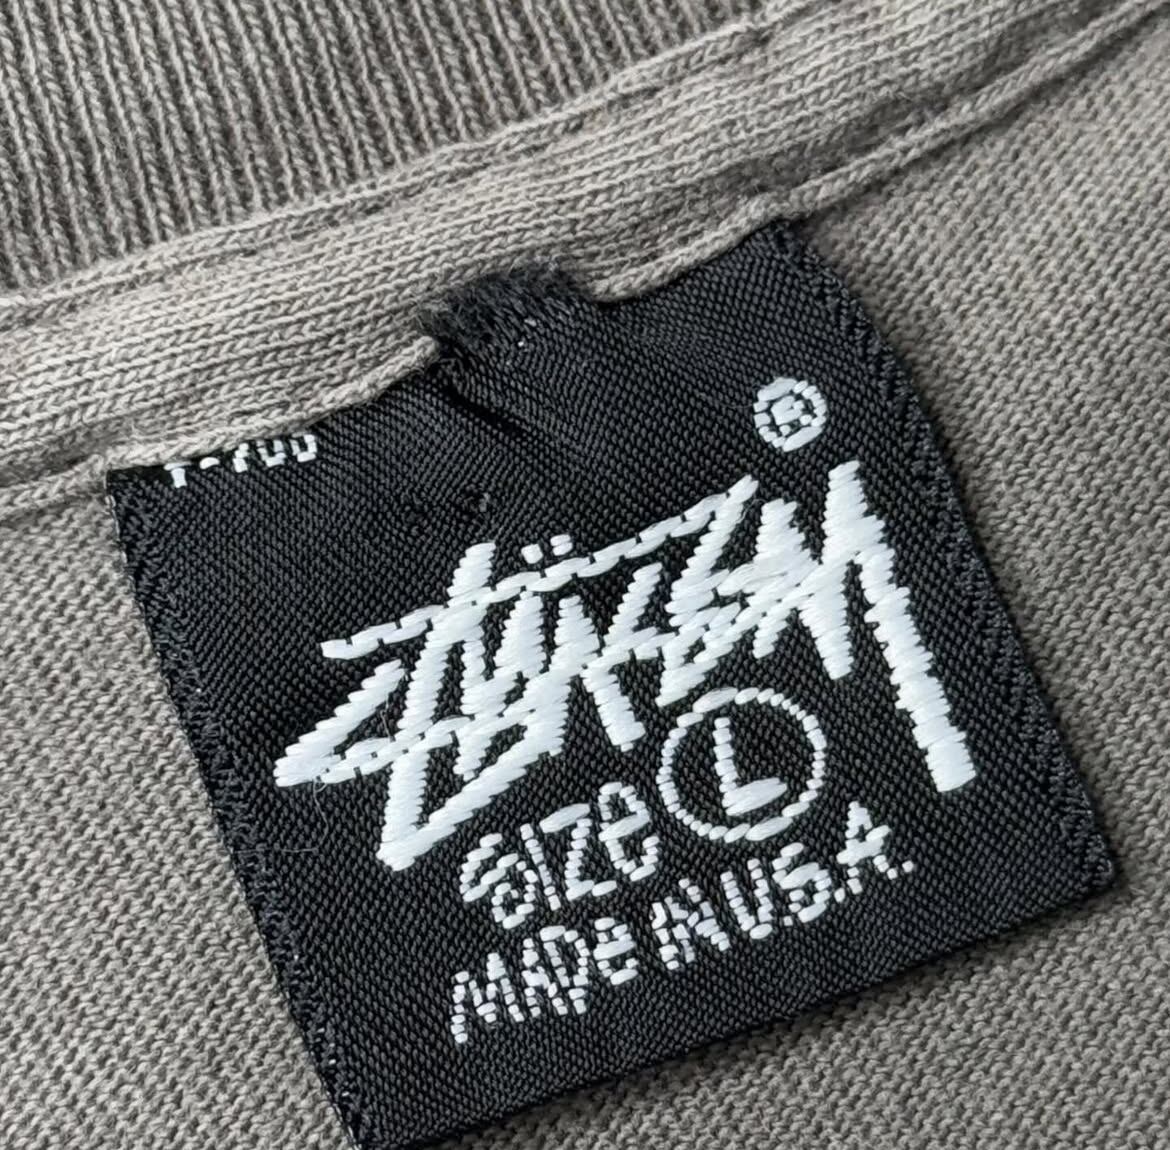 ®
STÜSSY
SIZE L
MADE IN U.S.A.